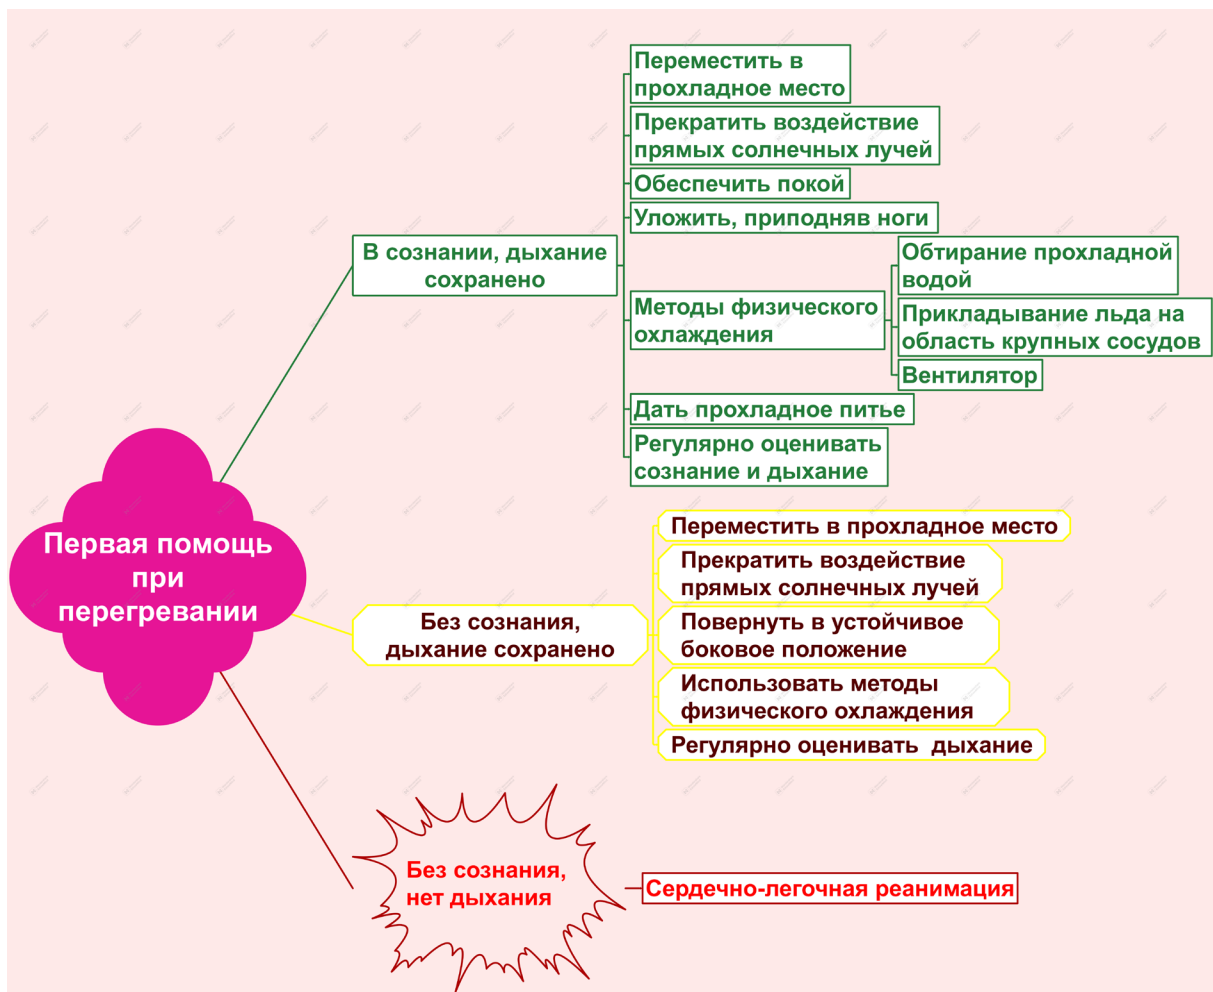 Первая помощь
при
перегревании
В сознании, дыхание
сохранено
Переместить в
прохладное место
Прекратить воздействие
прямых солнечных лучей
Обеспечить покой
Уложить, приподняв ноги
Методы физического
охлаждения
Обтирание прохладной
водой
Прикладывание льда на
область крупных сосудов
Вентилятор
Дать прохладное питье
Регулярно оценивать
сознание и дыхание
Без сознания,
дыхание сохранено
Переместить в прохладное место
Прекратить воздействие
прямых солнечных лучей
Повернуть в устойчивое
боковое положение
Использовать методы
физического охлаждения
Регулярно оценивать дыхание
Без сознания,
нет дыхания
Сердечно-легочная реанимация